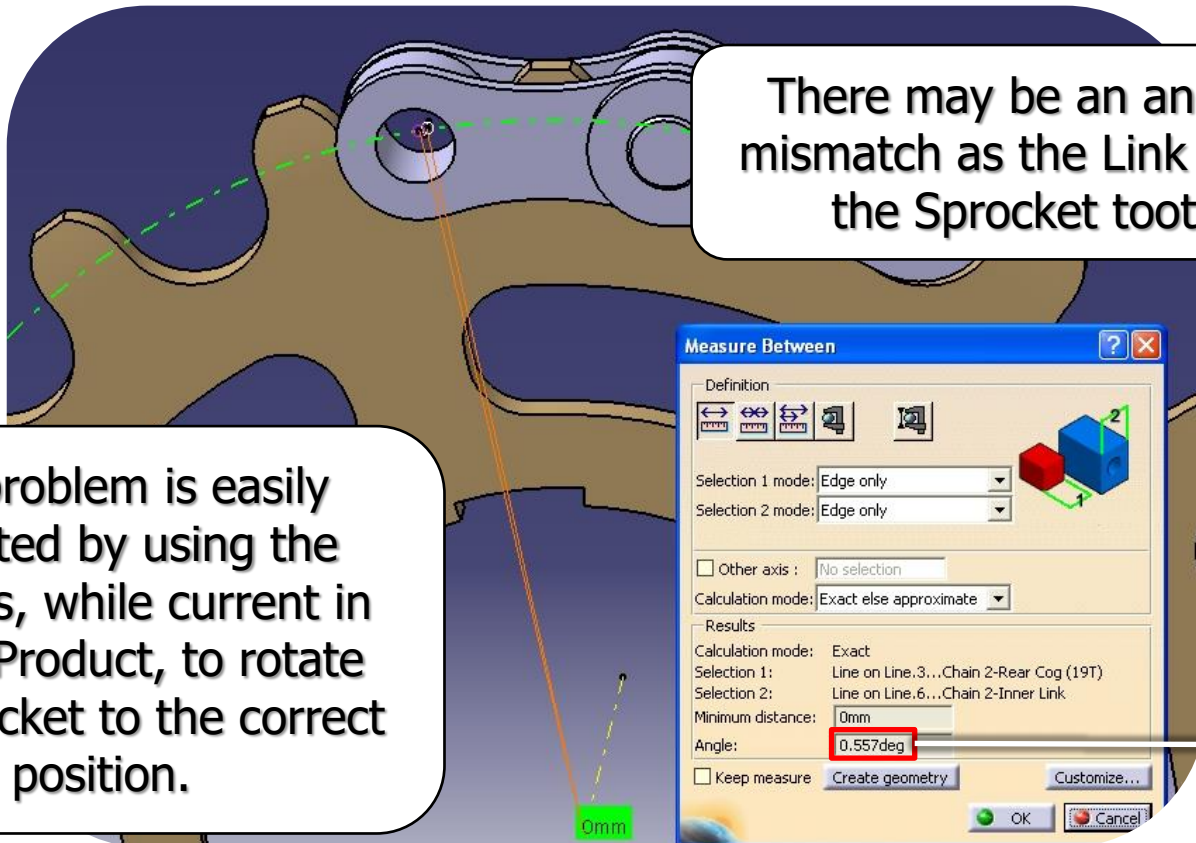 There may be an an
mismatch as the Link
the Sprocket toot
problem is easily
ted by using the
s, while current in
Product, to rotate
cket to the correct
position.
Measure Between
Definition
Selection 1 mode: Edge only
Selection 2 mode: Edge only
Other axis : No selection
Calculation mode: Exact else approximate
Results
Calculation mode: Exact
Selection 1: Line on Line.3...Chain 2-Rear Cog (19T)
Selection 2: Line on Line.6...Chain 2-Inner Link
Minimum distance: 0mm
Angle: 0.557deg
Keep measure Create geometry Customize...
OK Cancel
2
1
0mm